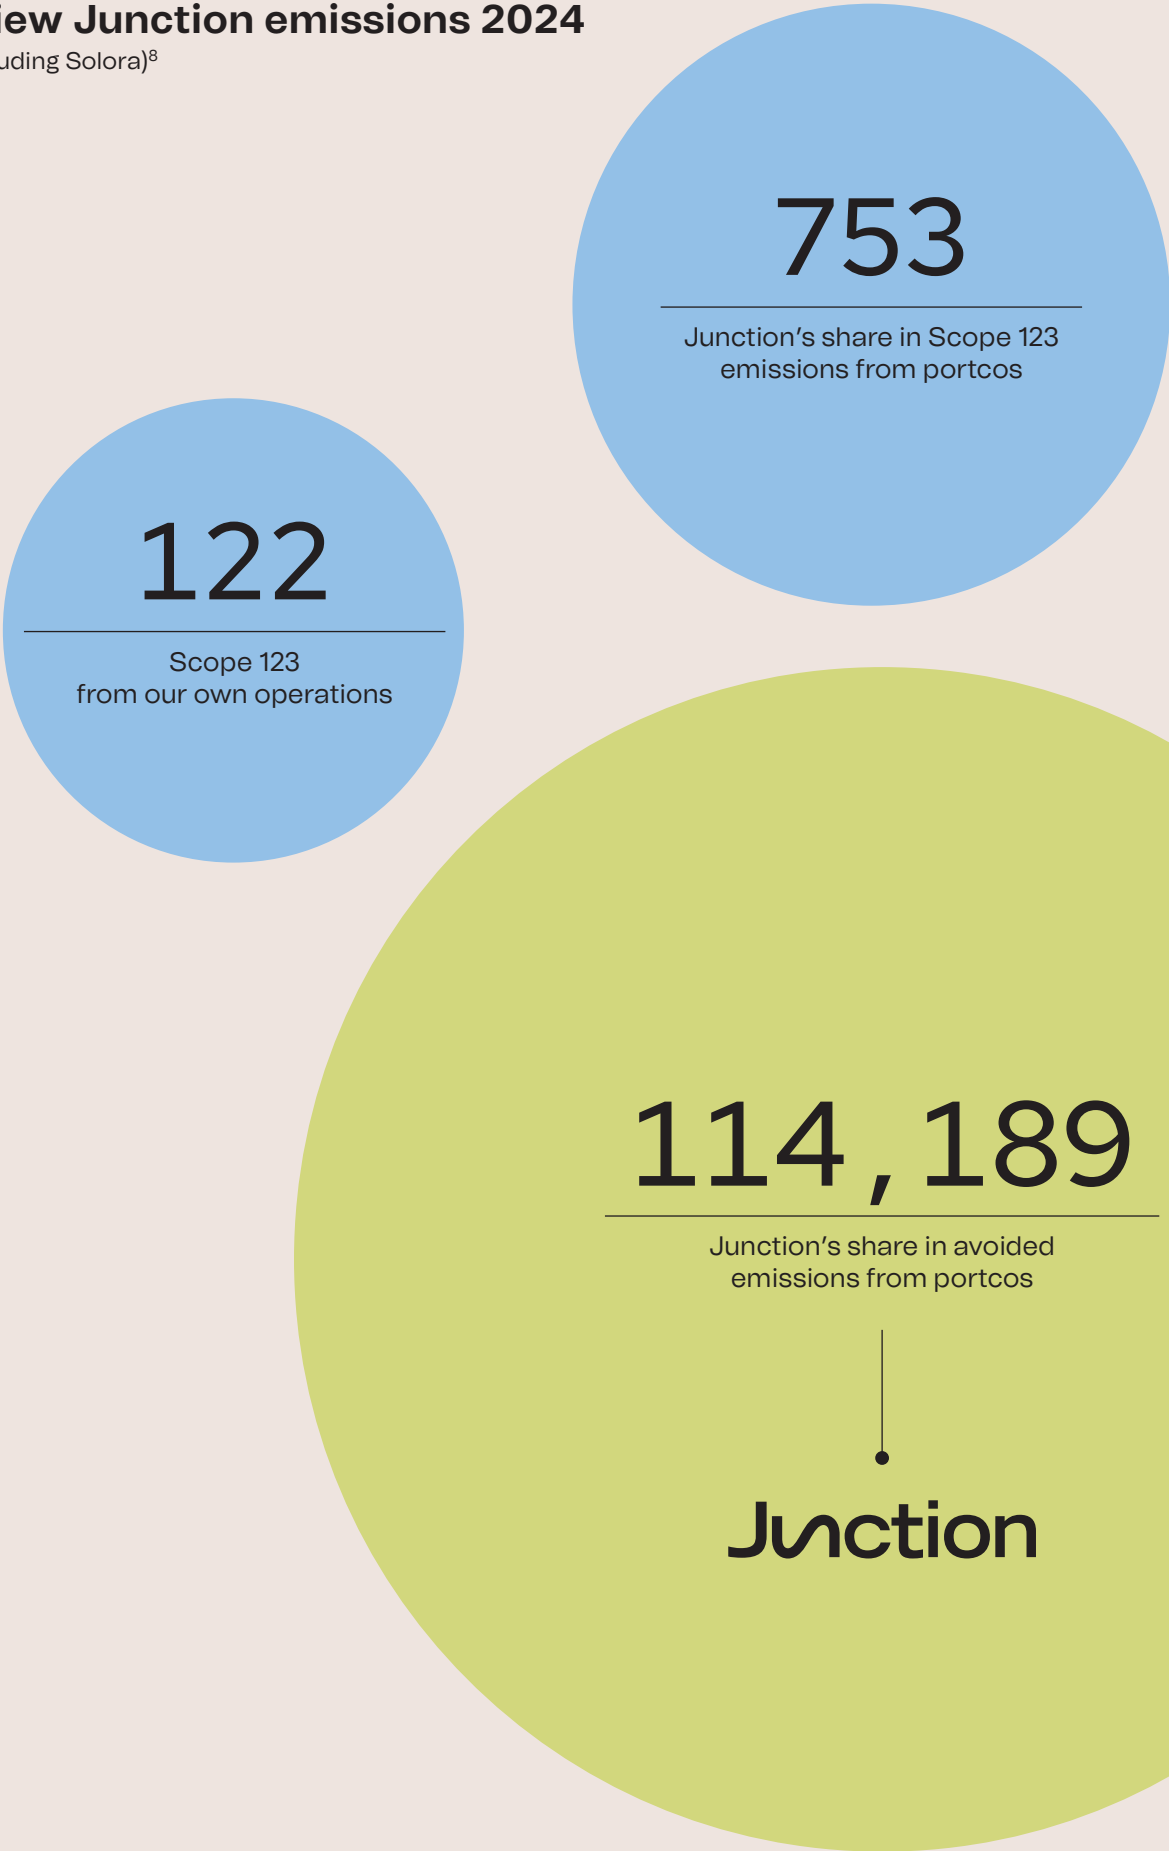 iew Junction emissions 2024
uding Solora)⁸
753
Junction’s share in Scope 123
emissions from portcos
122
Scope 123
from our own operations
114,189
Junction’s share in avoided
emissions from portcos
Junction